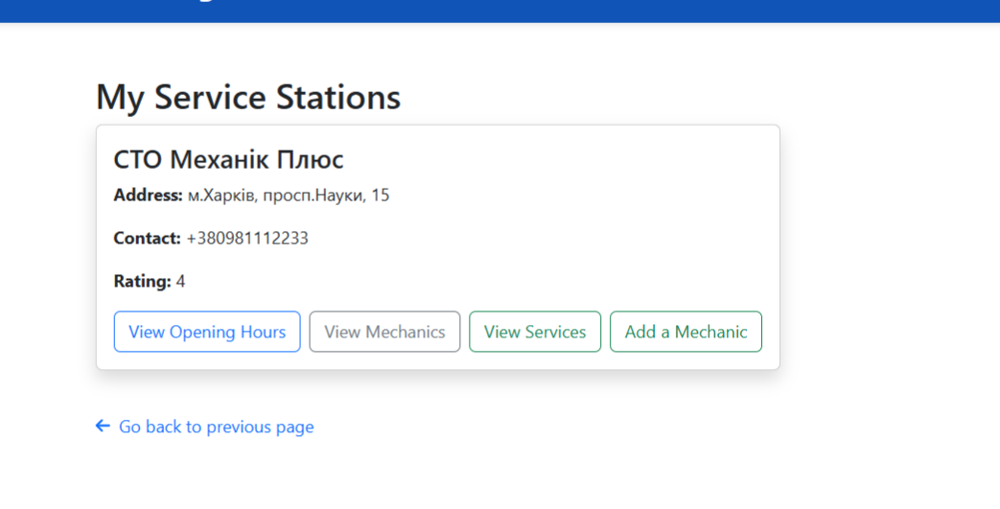 My Service Stations
СТО Механік Плюс
Address: м.Харків, просп.Науки, 15
Contact: +380981112233
Rating: 4
View Opening Hours View Mechanics View Services Add a Mechanic
← Go back to previous page